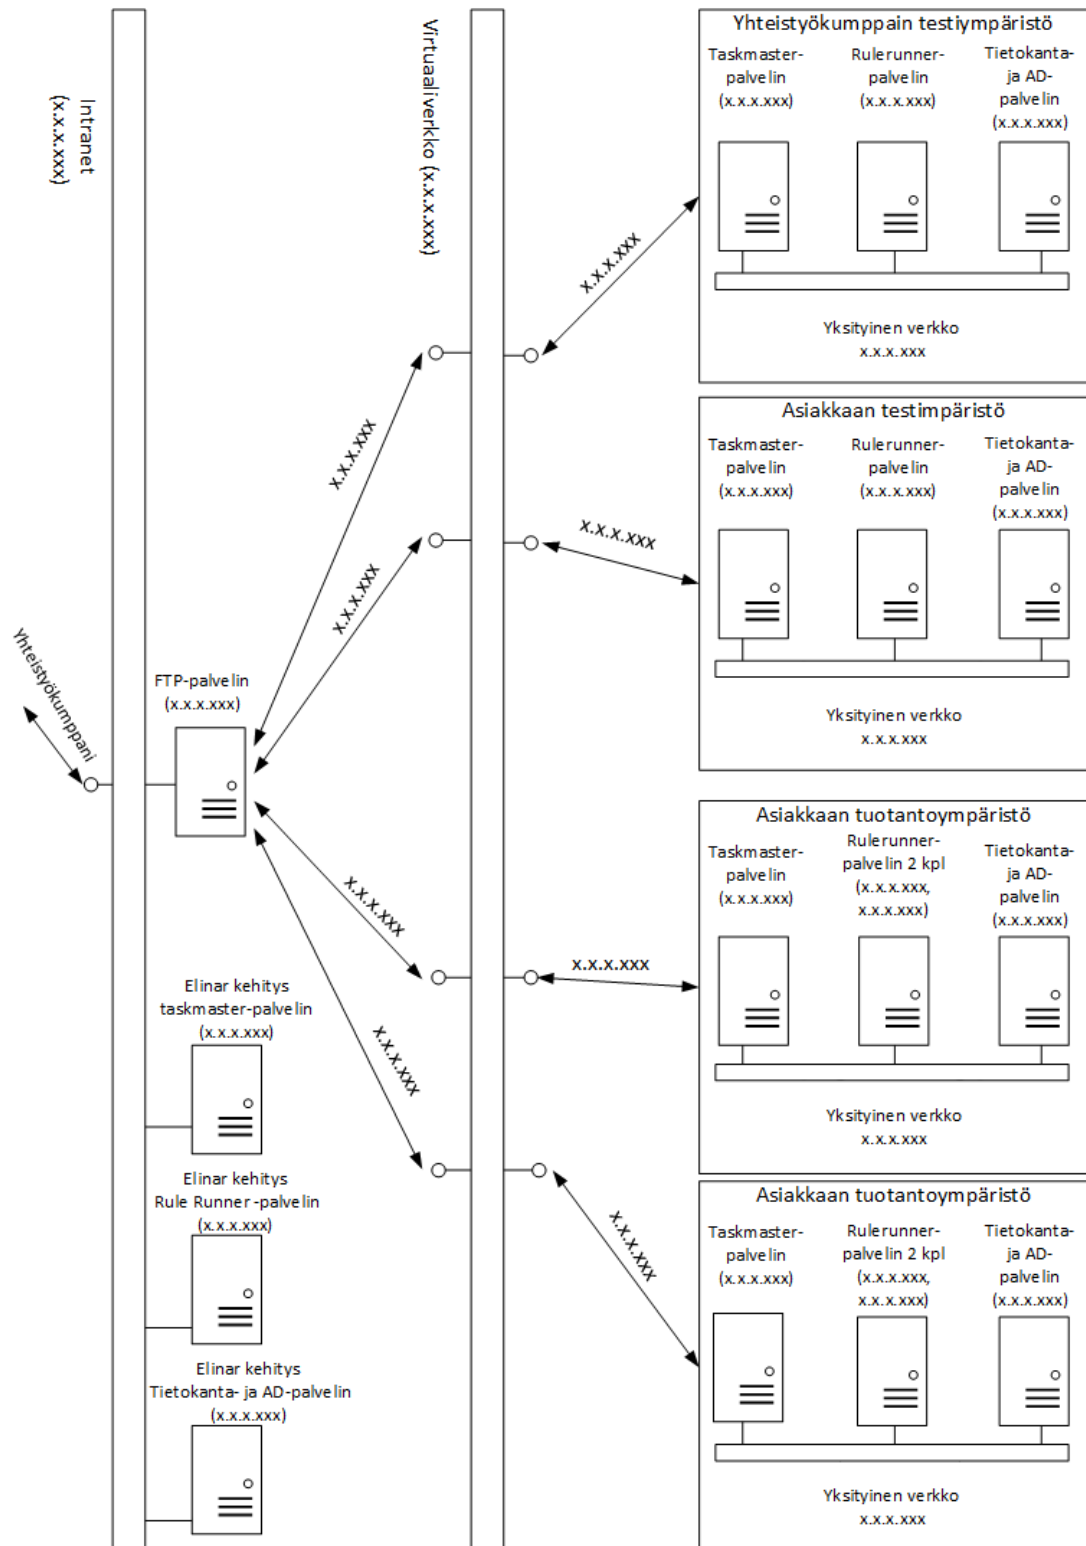 Intranet
(x.x.x.xxx)
Virtuaaliverkko (x.x.x.xxx)
Yhteistyökumppain testiympäristö
Taskmaster-
palvelin
(x.x.x.xxx)
Rulerunner-
palvelin
(x.x.x.xxx)
Tietokanta-
ja AD-
palvelin
(x.x.x.xxx)
x.x.x.xxx
Yksityinen verkko
x.x.x.xxx
Asiakkaan testimpäristö
Taskmaster-
palvelin
(x.x.x.xxx)
Rulerunner-
palvelin
(x.x.x.xxx)
Tietokanta-
ja AD-
palvelin
(x.x.x.xxx)
x.x.x.xxx
x.x.x.xxx
x.x.x.xxx
Yksityinen verkko
x.x.x.xxx
Yhteistyökumppani
FTP-palvelin
(x.x.x.xxx)
Asiakkaan tuotantoympäristö
Taskmaster-
palvelin
(x.x.x.xxx)
Rulerunner-
palvelin 2 kpl
(x.x.x.xxx,
x.x.x.xxx)
Tietokanta-
ja AD-
palvelin
(x.x.x.xxx)
x.x.x.xxx
x.x.x.xxx
x.x.x.xxx
Yksityinen verkko
x.x.x.xxx
Elinar kehitys
taskmaster-palvelin
(x.x.x.xxx)
Elinar kehitys
Rule Runner -palvelin
(x.x.x.xxx)
Elinar kehitys
Tietokanta- ja AD-palvelin
(x.x.x.xxx)
Asiakkaan tuotantoympäristö
Taskmaster-
palvelin
(x.x.x.xxx)
Rulerunner-
palvelin 2 kpl
(x.x.x.xxx,
x.x.x.xxx)
Tietokanta-
ja AD-
palvelin
(x.x.x.xxx)
x.x.x.xxx
Yksityinen verkko
x.x.x.xxx